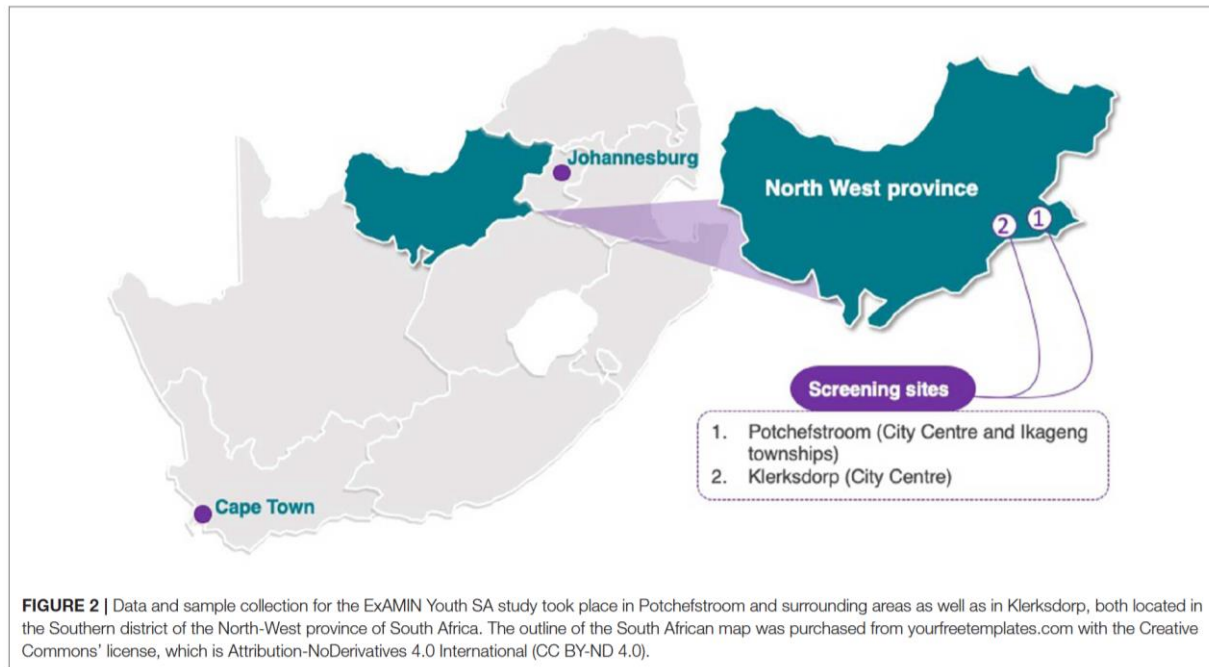 Johannesburg
North West province
2
1
Screening sites
1. Potchefstroom (City Centre and Ikageng
townships)
2. Klerksdorp (City Centre)
Cape Town
FIGURE 2 | Data and sample collection for the ExAMIN Youth SA study took place in Potchefstroom and surrounding areas as well as in Klerksdorp, both located in
the Southern district of the North-West province of South Africa. The outline of the South African map was purchased from yourfreetemplates.com with the Creative
Commons’ license, which is Attribution-NoDerivatives 4.0 International (CC BY-ND 4.0).